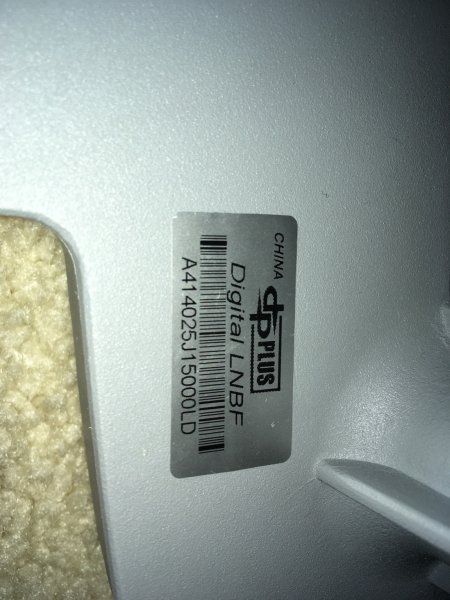 CHINA
dp PLUS
Digital LNBF
A414025J15000LD